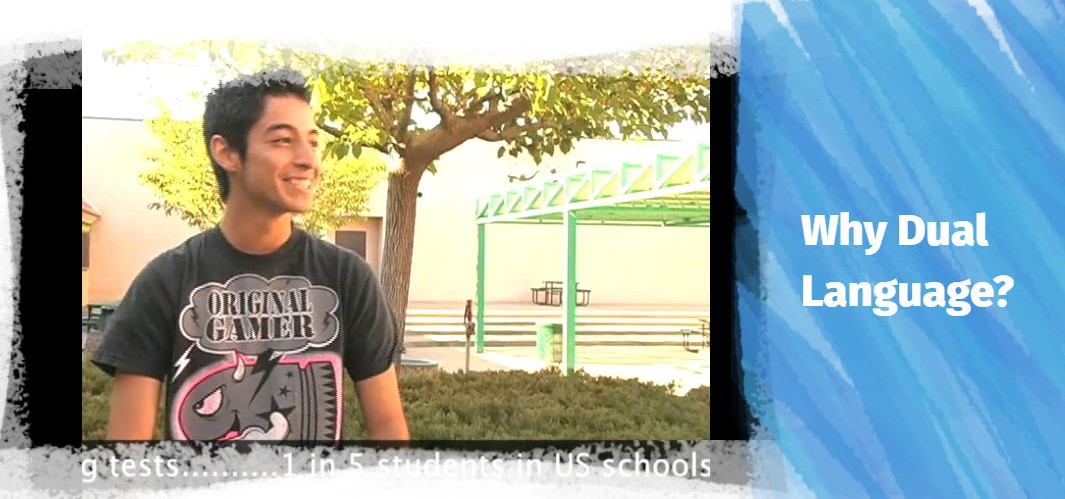 ORIGINAL
GAMER
g tests..........1 in 5 students in US schools
Why Dual
Language?